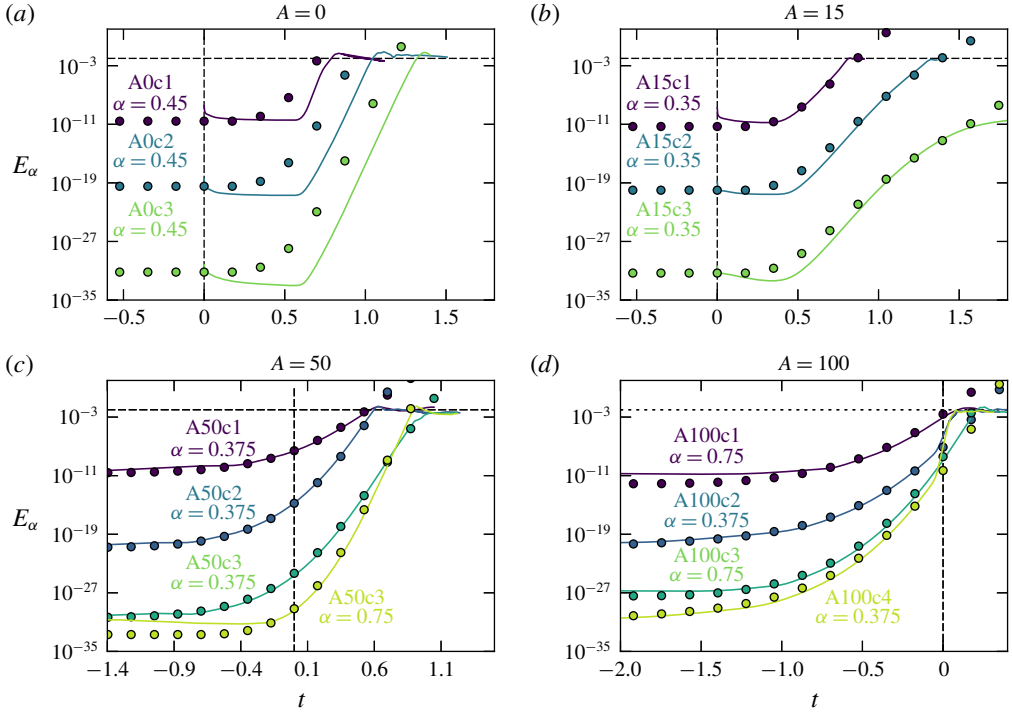 (a) A = 0
(b) A = 15
10⁻³
10⁻¹¹
10⁻¹⁹
10⁻²⁷
10⁻³⁵
E_α
A0c1
α = 0.45
A0c2
α = 0.45
A0c3
α = 0.45
−0.5 0 0.5 1.0 1.5
10⁻³
10⁻¹¹
10⁻¹⁹
10⁻²⁷
10⁻³⁵
A15c1
α = 0.35
A15c2
α = 0.35
A15c3
α = 0.35
−0.5 0 0.5 1.0 1.5
(c) A = 50
(d) A = 100
10⁻³
10⁻¹¹
10⁻¹⁹
10⁻²⁷
10⁻³⁵
E_α
A50c1
α = 0.375
A50c2
α = 0.375
A50c3
α = 0.375
A50c3
α = 0.75
−1.4 −0.9 −0.4 0.1 0.6 1.1
t
10⁻³
10⁻¹¹
10⁻¹⁹
10⁻²⁷
10⁻³⁵
A100c1
α = 0.75
A100c2
α = 0.375
A100c3
α = 0.75
A100c4
α = 0.375
−2.0 −1.5 −1.0 −0.5 0
t